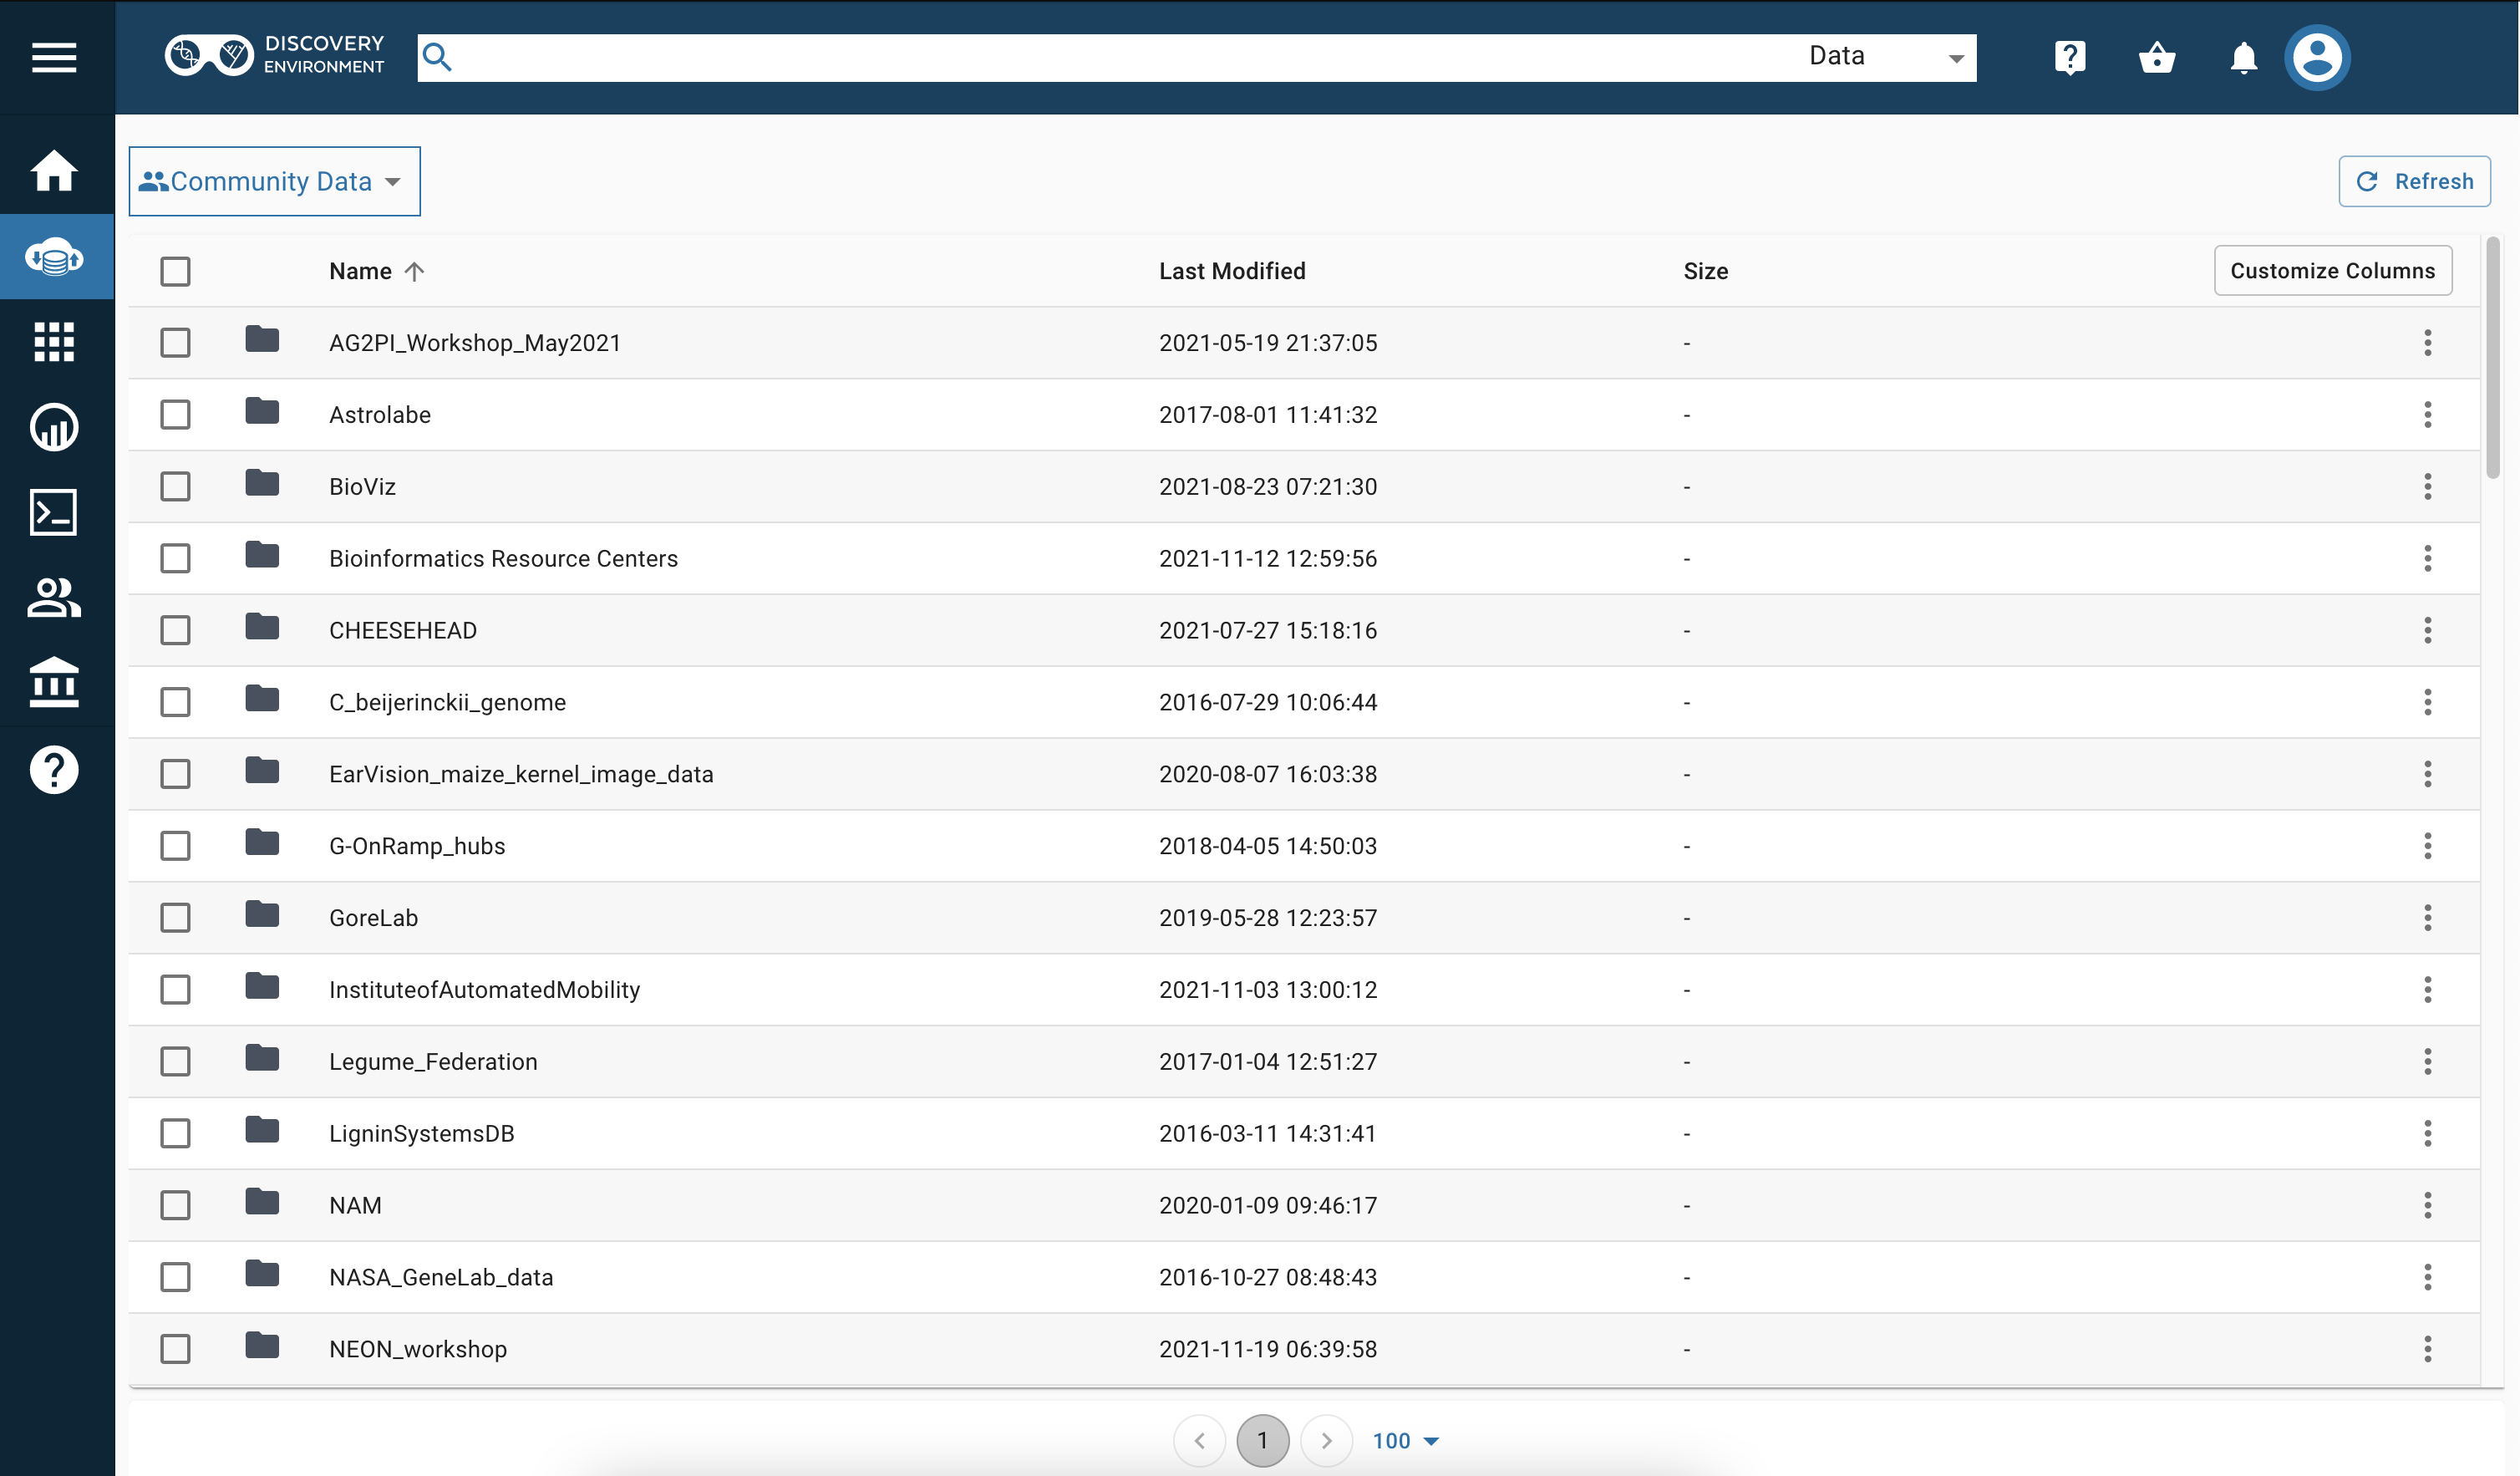 DISCOVERY
ENVIRONMENT
Data
Community Data
Refresh
Name Last Modified Size Customize Columns
AG2PI_Workshop_May2021 2021-05-19 21:37:05 -
Astrolabe 2017-08-01 11:41:32 -
BioViz 2021-08-23 07:21:30 -
Bioinformatics Resource Centers 2021-11-12 12:59:56 -
CHEESEHEAD 2021-07-27 15:18:16 -
C_beijerinckii_genome 2016-07-29 10:06:44 -
EarVision_maize_kernel_image_data 2020-08-07 16:03:38 -
G-OnRamp_hubs 2018-04-05 14:50:03 -
GoreLab 2019-05-28 12:23:57 -
InstituteofAutomatedMobility 2021-11-03 13:00:12 -
Legume_Federation 2017-01-04 12:51:27 -
LigninSystemsDB 2016-03-11 14:31:41 -
NAM 2020-01-09 09:46:17 -
NASA_GeneLab_data 2016-10-27 08:48:43 -
NEON_workshop 2021-11-19 06:39:58 -
1 100